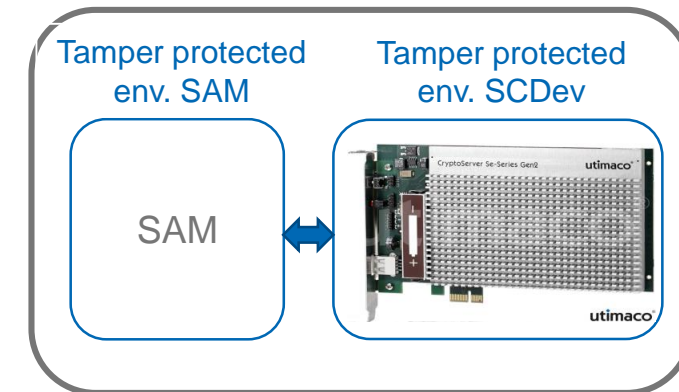 Tamper protected
env. SAM
Tamper protected
env. SCDev
SAM
CryptoServer Se-Series Gen2
utimaco
utimaco